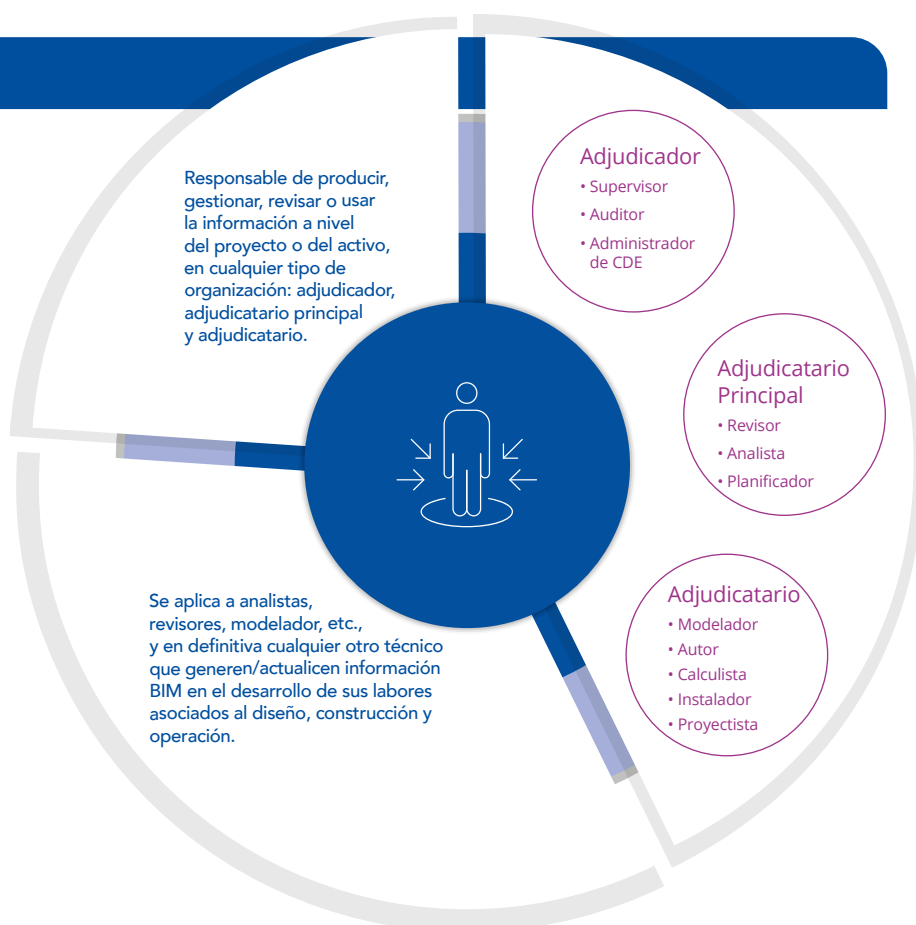 Responsable de producir,
gestionar, revisar o usar
la información a nivel
del proyecto o del activo,
en cualquier tipo de
organización: adjudicador,
adjudicatario principal
y adjudicatario.
Adjudicador
• Supervisor
• Auditor
• Administrador
de CDE
Adjudicatario
Principal
• Revisor
• Analista
• Planificador
Se aplica a analistas,
revisores, modelador, etc.,
y en definitiva cualquier otro técnico
que generen/actualicen información
BIM en el desarrollo de sus labores
asociados al diseño, construcción y
operación.
Adjudicatario
• Modelador
• Autor
• Calculista
• Instalador
• Proyectista